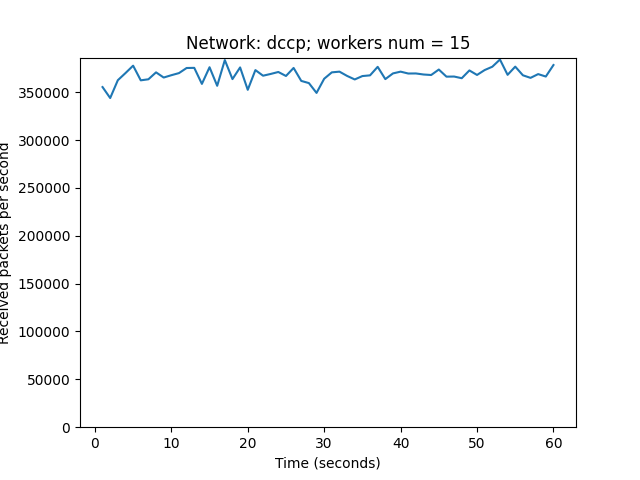 Network: dccp; workers num = 15
350000
300000
250000
200000
150000
100000
50000
0
Received packets per second
0 10 20 30 40 50 60
Time (seconds)